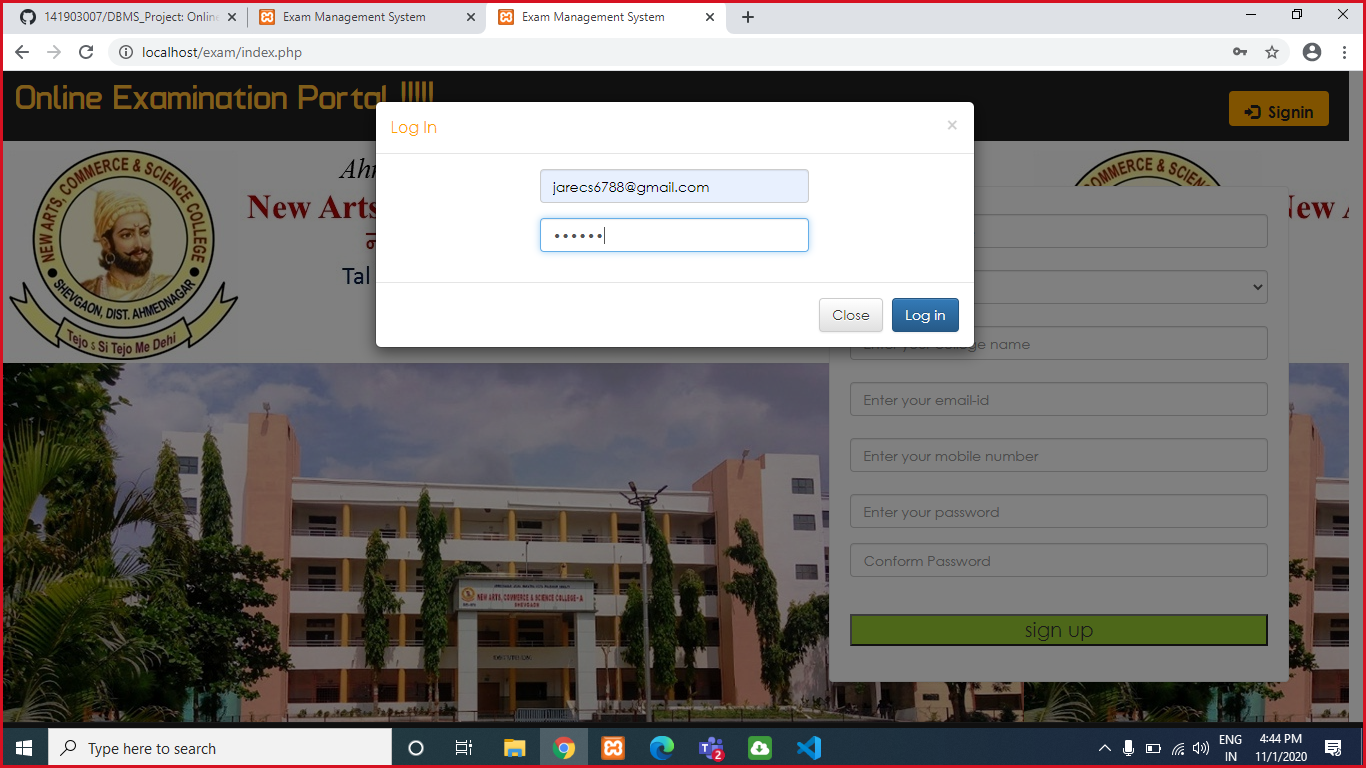 141903007/DBMS_Project: Online
Exam Management System
Exam Management System
localhost/exam/index.php
Online Examination Portal !!!!!
Signin
Log In
×
jarecs6788@gmail.com
••••••
Close
Log in
NEW ARTS, COMMERCE & SCIENCE COLLEGE
SHEVGAON, DIST. AHMEDNAGAR
Tejo s Si Tejo Me Dehi
New Arts
Tal
COMMERCE & SCIENCE
New A
Enter your college name
Enter your email-id
Enter your mobile number
Enter your password
Conform Password
sign up
NEW ARTS, COMMERCE & SCIENCE COLLEGE
SHEVGAON
Type here to search
2
ENG
IN
4:44 PM
11/1/2020